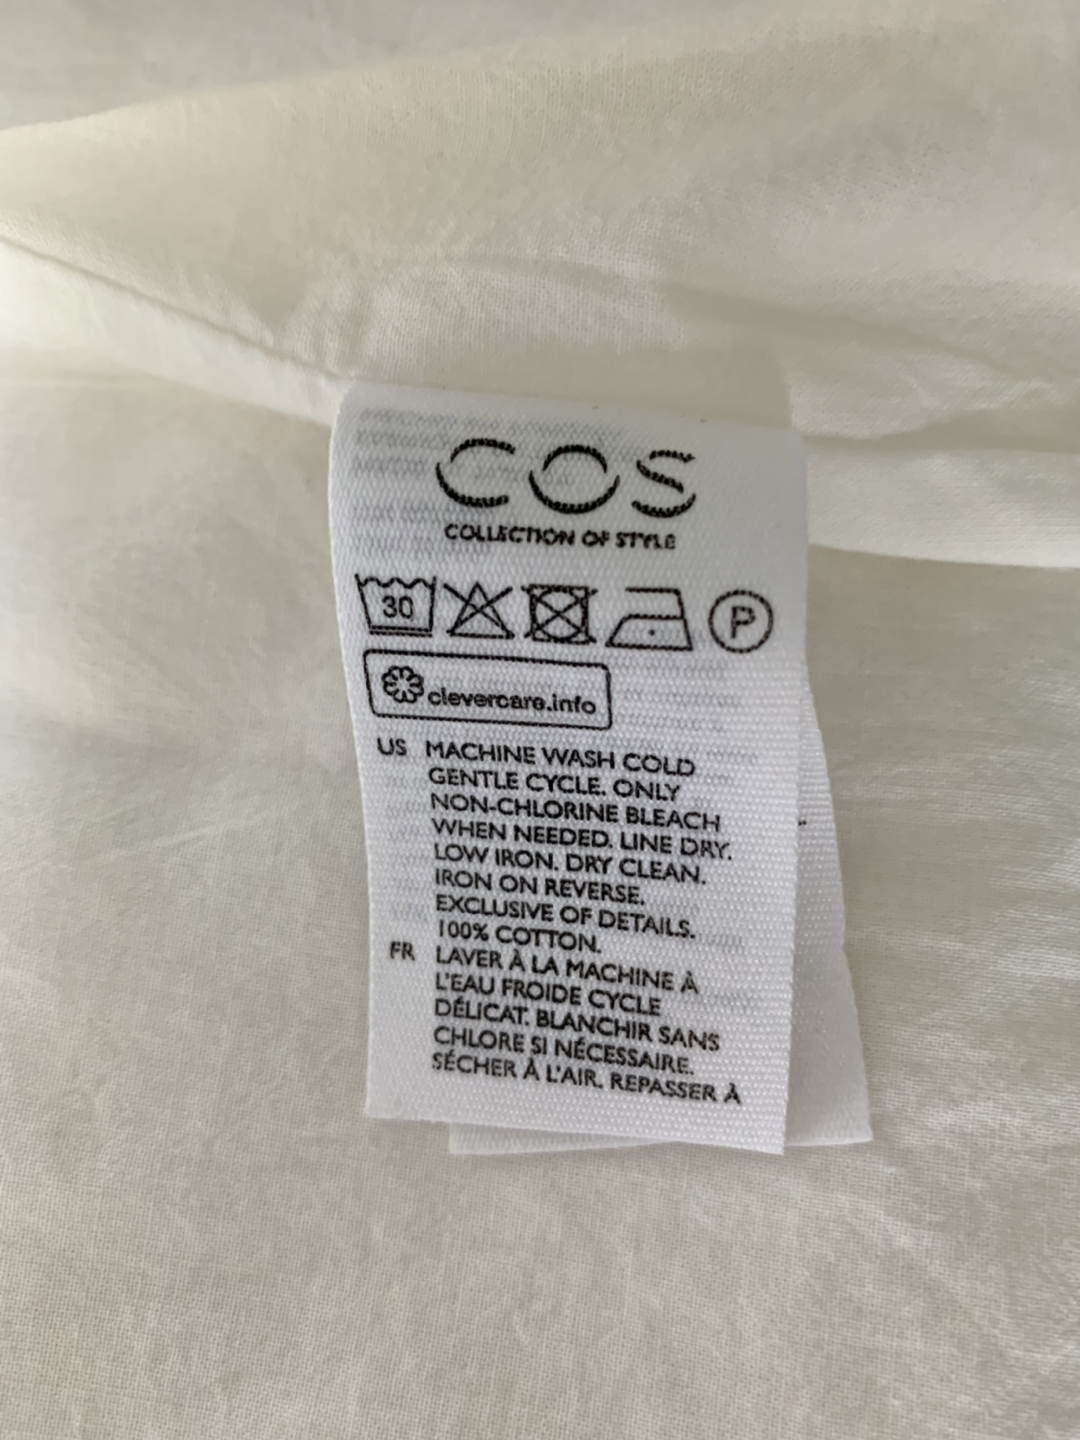 COS
COLLECTION OF STYLE
30
P
clevercare.info
US MACHINE WASH COLD
GENTLE CYCLE. ONLY
NON-CHLORINE BLEACH
WHEN NEEDED. LINE DRY.
LOW IRON. DRY CLEAN.
IRON ON REVERSE.
EXCLUSIVE OF DETAILS.
100% COTTON.
FR LAVER À LA MACHINE À
L'EAU FROIDE CYCLE
DÉLICAT. BLANCHIR SANS
CHLORE SI NÉCESSAIRE.
SÉCHER À L'AIR. REPASSER À